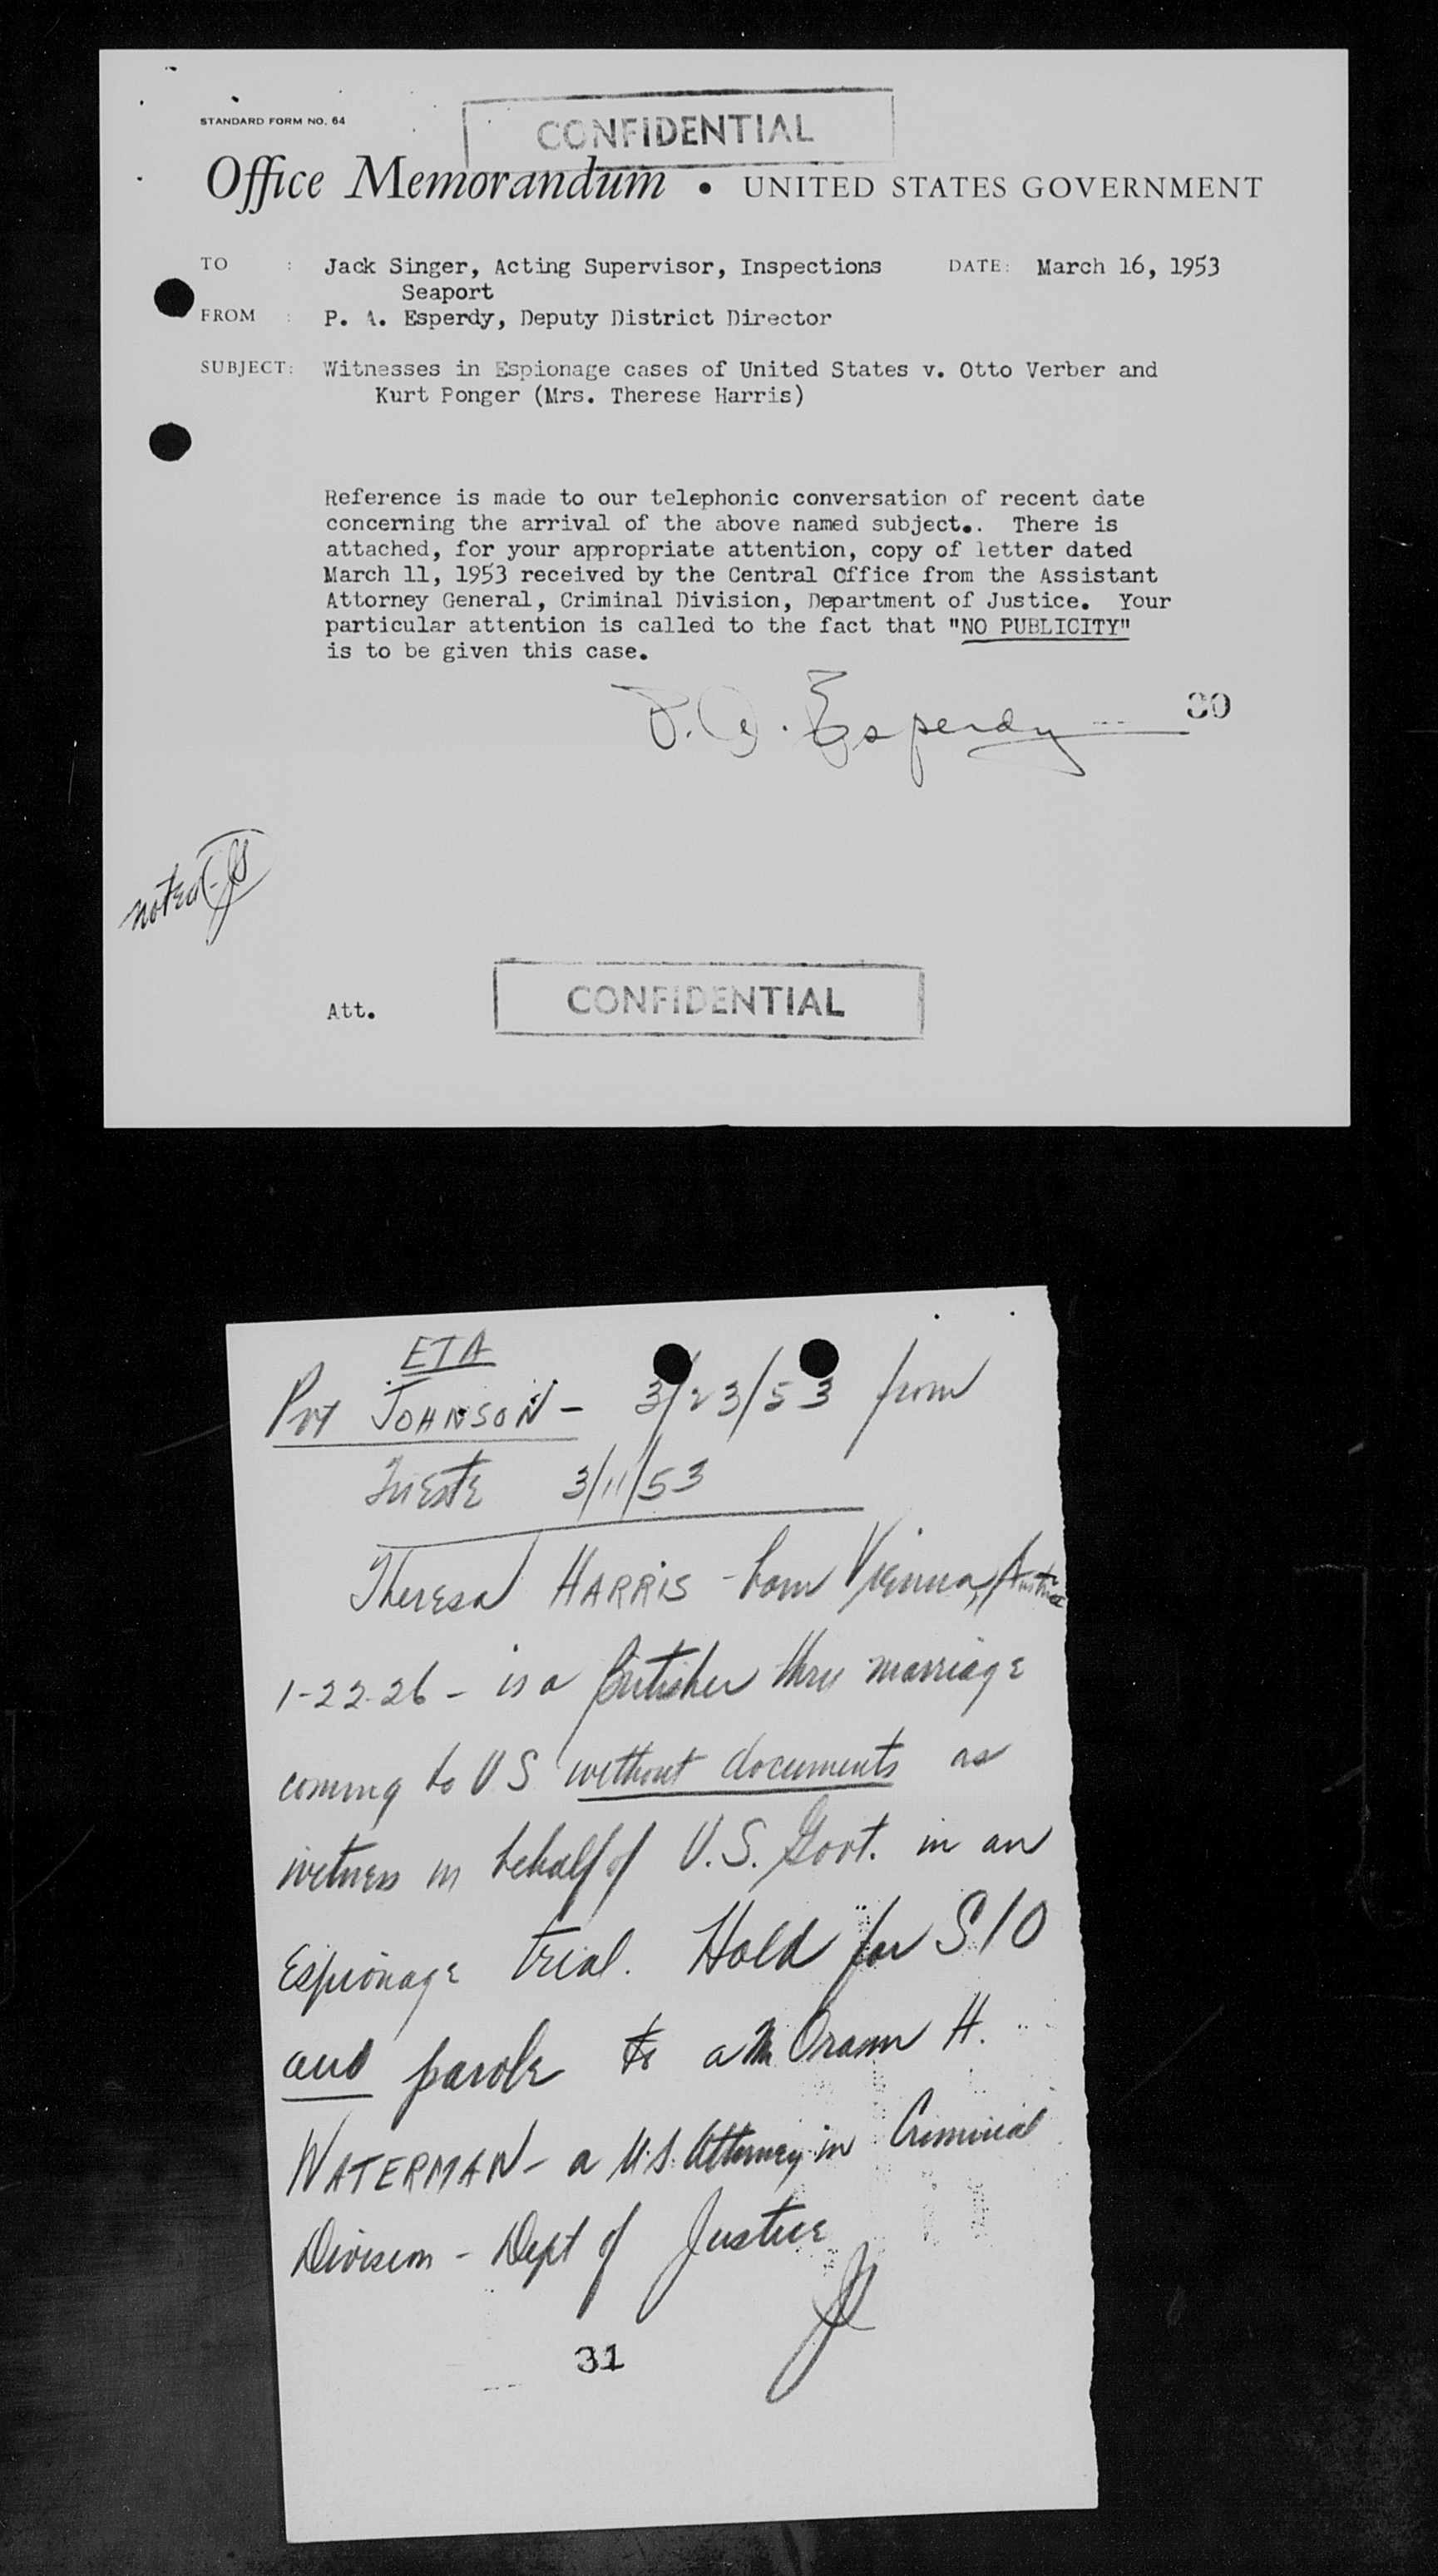 STANDARD FORM NO. 64
CONFIDENTIAL
Office Memorandum • UNITED STATES GOVERNMENT
TO : Jack Singer, Acting Supervisor, Inspections DATE: March 16, 1953
Seaport
FROM : P. A. Esperdy, Deputy District Director
SUBJECT: Witnesses in Espionage cases of United States v. Otto Verber and
Kurt Ponger (Mrs. Therese Harris)
Reference is made to our telephonic conversation of recent date
concerning the arrival of the above named subject.. There is
attached, for your appropriate attention, copy of letter dated
March 11, 1953 received by the Central Office from the Assistant
Attorney General, Criminal Division, Department of Justice. Your
particular attention is called to the fact that "NO PUBLICITY"
is to be given this case.
P. A. Esperdy
30
noted JS
Att.
CONFIDENTIAL
ETA
Pvt JOHNSON - 3/23/53 from
Trieste 3/11/53
Theresa HARRIS - born Vienna, Austria
1-22-26 - is a Britisher thru marriage
coming to US without documents as
witness in behalf of U.S. Govt. in an
Espionage trial. Hold for S/O
and parole to a Mr Oran H.
WATERMAN - a U.S. Attorney in Criminal
Division - Dept of Justice
JS
31